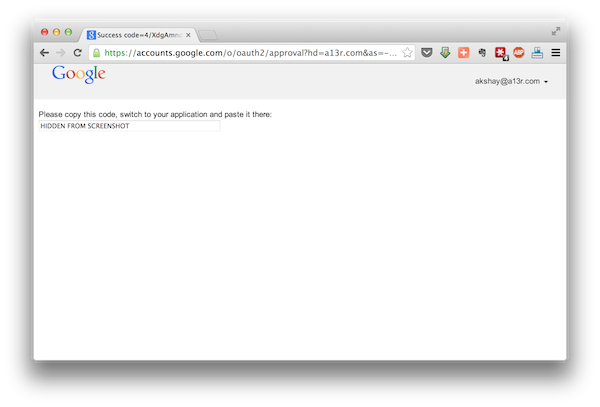 Success code=4/XdgAmno
https://accounts.google.com/o/oauth2/approval?hd=a13r.com&as=-...
Google
akshay@a13r.com
Please copy this code, switch to your application and paste it there:
HIDDEN FROM SCREENSHOT